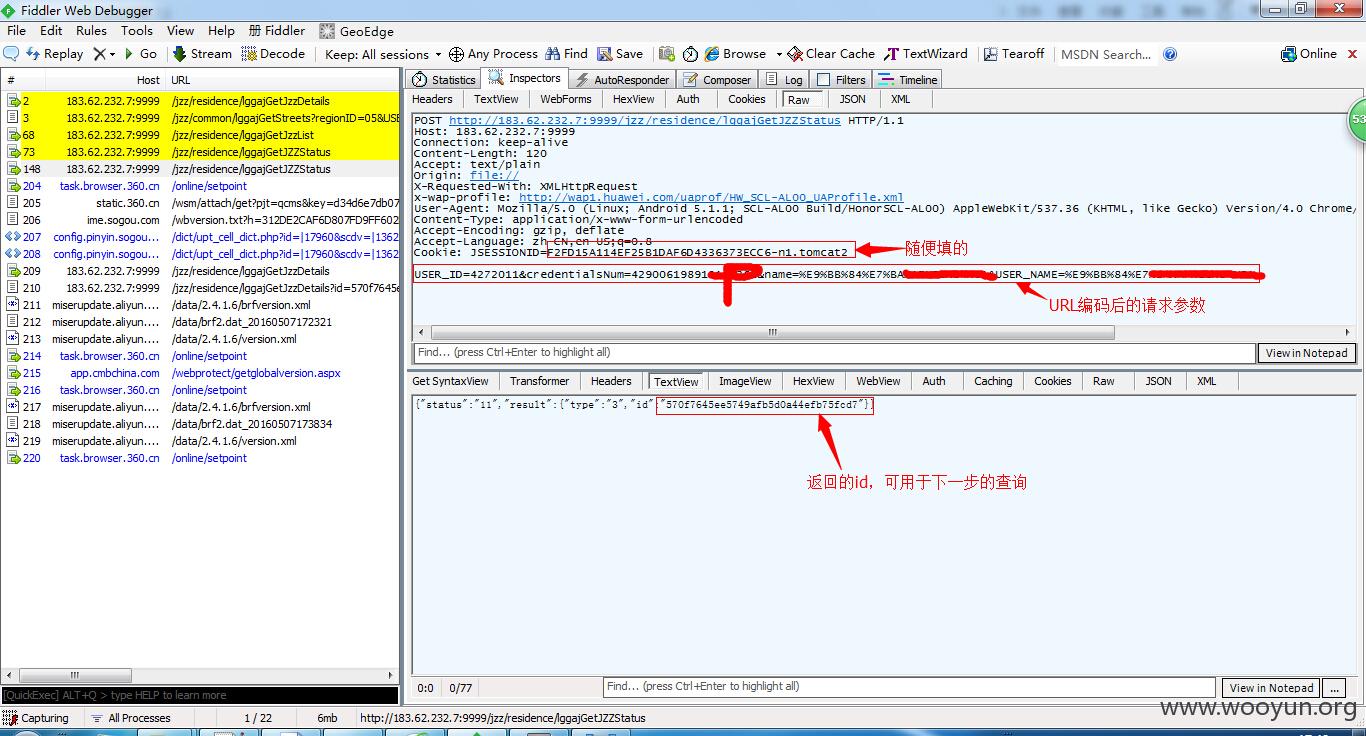 Fiddler Web Debugger
File Edit Rules Tools View Help Fiddler GeoEdge
Replay Go Stream Decode Keep: All sessions Any Process Find Save Browse Clear Cache TextWizard Tearoff MSDN Search... Online
# Host URL
2 183.62.232.7:9999 /jzz/residence/lggajGetJzzDetails
3 183.62.232.7:9999 /jzz/common/lggajGetStreets?regionID=05&USE
68 183.62.232.7:9999 /jzz/residence/lggajGetJzzList
73 183.62.232.7:9999 /jzz/residence/lggajGetJZZStatus
148 183.62.232.7:9999 /jzz/residence/lggajGetJZZStatus
204 task.browser.360.cn /online/setpoint
205 static.360.cn /wsm/attach/get?pjt=qcms&key=d34d6e7db07
206 ime.sogou.com /wbversion.txt?h=312DE2CAF6D807FD9FF602
207 config.pinyin.sogou... /dict/upt_cell_dict.php?id=|17960&scdv=|1362
208 config.pinyin.sogou... /dict/upt_cell_dict.php?id=|17960&scdv=|1362
209 183.62.232.7:9999 /jzz/residence/lggajGetJzzDetails
210 183.62.232.7:9999 /jzz/residence/lggajGetJzzDetails?id=570f7645e
211 miserupdate.aliyun.... /data/2.4.1.6/brfversion.xml
212 miserupdate.aliyun.... /data/brf2.dat_20160507172321
213 miserupdate.aliyun.... /data/2.4.1.6/version.xml
214 task.browser.360.cn /online/setpoint
215 app.cmbchina.com /webprotect/getglobalversion.aspx
216 task.browser.360.cn /online/setpoint
217 miserupdate.aliyun.... /data/2.4.1.6/brfversion.xml
218 miserupdate.aliyun.... /data/brf2.dat_20160507173834
219 miserupdate.aliyun.... /data/2.4.1.6/version.xml
220 task.browser.360.cn /online/setpoint
Statistics Inspectors AutoResponder Composer Log Filters Timeline
Headers TextView WebForms HexView Auth Cookies Raw JSON XML
POST http://183.62.232.7:9999/jzz/residence/lggajGetJZZStatus HTTP/1.1
Host: 183.62.232.7:9999
Connection: keep-alive
Content-Length: 120
Accept: text/plain
Origin: file://
X-Requested-With: XMLHttpRequest
X-wap-profile: http://wap1.huawei.com/uaprof/HW_SCL-AL00_UAProfile.xml
User-Agent: Mozilla/5.0 (Linux; Android 5.1.1; SCL-AL00 Build/HonorSCL-AL00) AppleWebKit/537.36 (KHTML, like Gecko) Version/4.0 Chrome/
Content-Type: application/x-www-form-urlencoded
Accept-Encoding: gzip, deflate
Accept-Language: zh-CN,en-US;q=0.8
Cookie: JSESSIONID=F2FD15A114EF25B1DAF6D4336373ECC6-n1.tomcat2
随便填的
USER_ID=4272011&credentialsNum=42900619891 &name=%E9%BB%84%E7%BA &USER_NAME=%E9%BB%84%E7
URL编码后的请求参数
53
Find... (press Ctrl+Enter to highlight all) View in Notepad
Get SyntaxView Transformer Headers TextView ImageView HexView WebView Auth Caching Cookies Raw JSON XML
{"status":"11","result":{"type":"3","id":"570f7645ee5749afb5d0a44efb75fcd7"}}
返回的id，可用于下一步的查询
0:0 0/77 Find... (press Ctrl+Enter to highlight all) View in Notepad ...
[QuickExec] ALT+Q > type HELP to learn more
Capturing All Processes 1 / 22 6mb http://183.62.232.7:9999/jzz/residence/lggajGetJZZStatus
www.wooyun.org